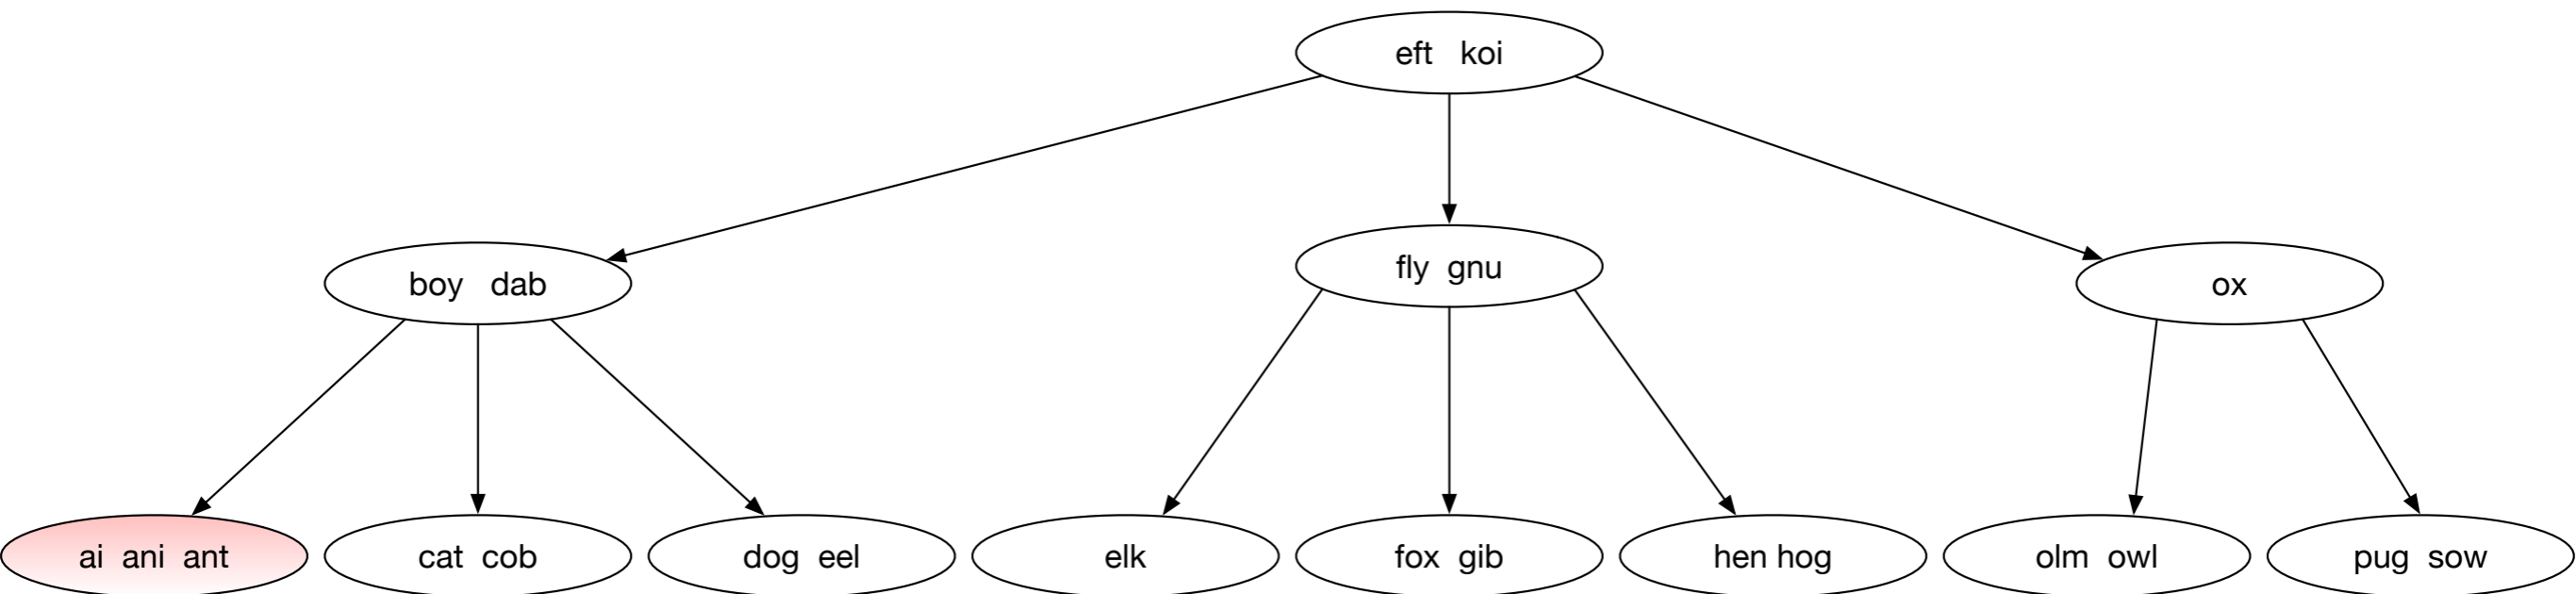 eft koi
boy dab
fly gnu
ox
ai ani ant
cat cob
dog eel
elk
fox gib
hen hog
olm owl
pug sow